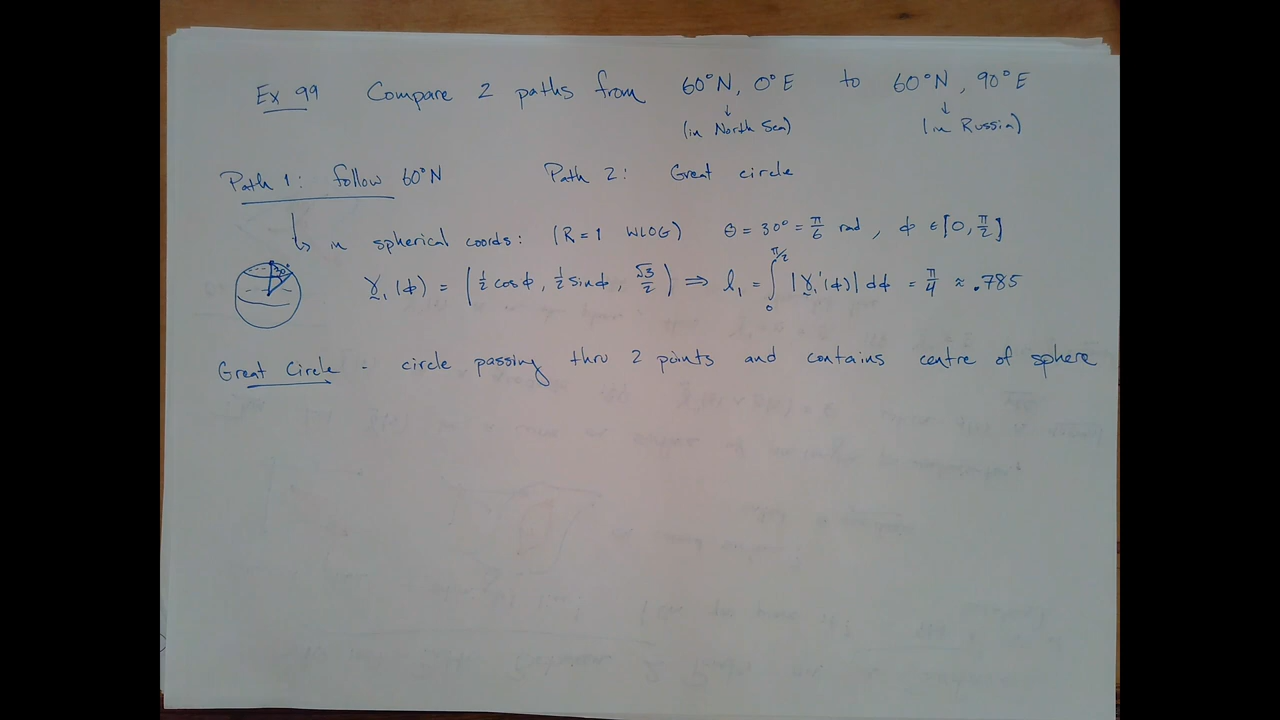 Ex 99 Compare 2 paths from 60°N, 0°E to 60°N, 90°E
↓ ↓
(in North Sea) (in Russia)
Path 1: follow 60°N Path 2: Great circle
↳ in spherical coords: (R = 1 WLOG) θ = 30° = π/6 rad, ϕ ∈ [0, π/2]
30°
γ₁(ϕ) = (½ cosϕ, ½ sinϕ, √3/2) ⇒ l₁ = ∫₀^{π/2} |γ₁'(ϕ)| dϕ = π/4 ≈ .785
Great Circle - circle passing thru 2 points and contains centre of sphere